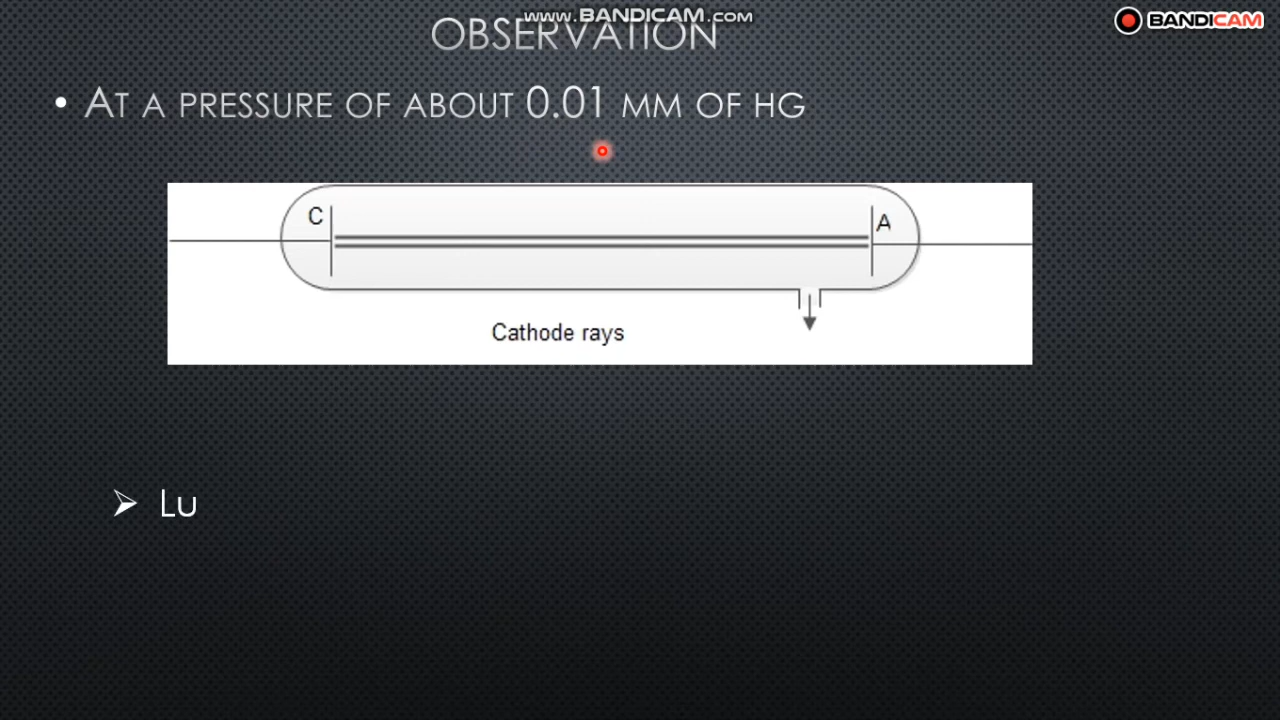 www.BANDICAM.com
BANDICAM
OBSERVATION
• AT A PRESSURE OF ABOUT 0.01 MM OF HG
C
A
Cathode rays
➢ Lu